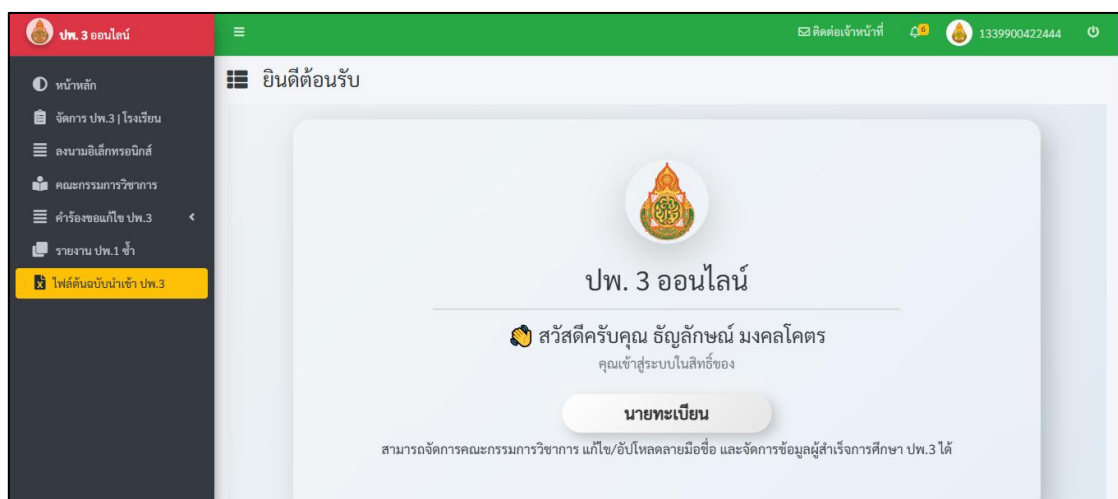 ปพ. 3 ออนไลน์
ติดต่อเจ้าหน้าที่
6
1339900422444
หน้าหลัก
จัดการ ปพ.3 | โรงเรียน
ลงนามอิเล็กทรอนิกส์
คณะกรรมการวิชาการ
คำร้องขอแก้ไข ปพ.3
รายงาน ปพ.1 ซ้ำ
ไฟล์ต้นฉบับนำเข้า ปพ.3
ยินดีต้อนรับ
ปพ. 3 ออนไลน์
สวัสดีครับคุณ ธัญลักษณ์ มงคลโคตร
คุณเข้าสู่ระบบในสิทธิ์ของ
นายทะเบียน
สามารถจัดการคณะกรรมการวิชาการ แก้ไข/อัปโหลดลายมือชื่อ และจัดการข้อมูลผู้สำเร็จการศึกษา ปพ.3 ได้